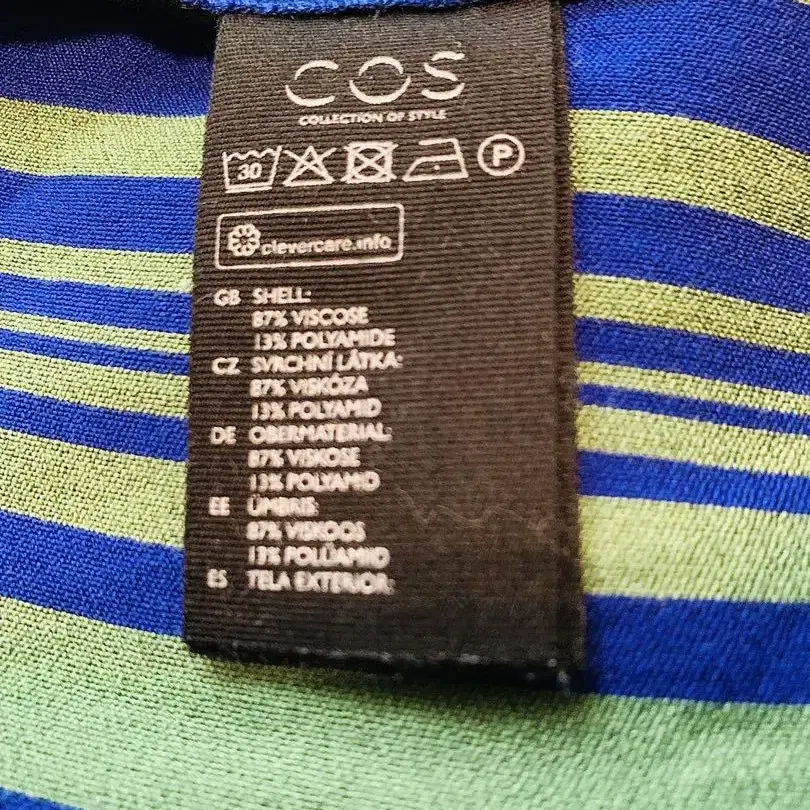 COS
COLLECTION OF STYLE
30 P
clevercare.info
GB SHELL:
87% VISCOSE
13% POLYAMIDE
CZ SVRCHNÍ LÁTKA:
87% VISKÓZA
13% POLYAMID
DE OBERMATERIAL:
87% VISKOSE
13% POLYAMID
EE ÜMBRIS:
87% VISKOOS
13% POLÜAMIID
ES TELA EXTERIOR: